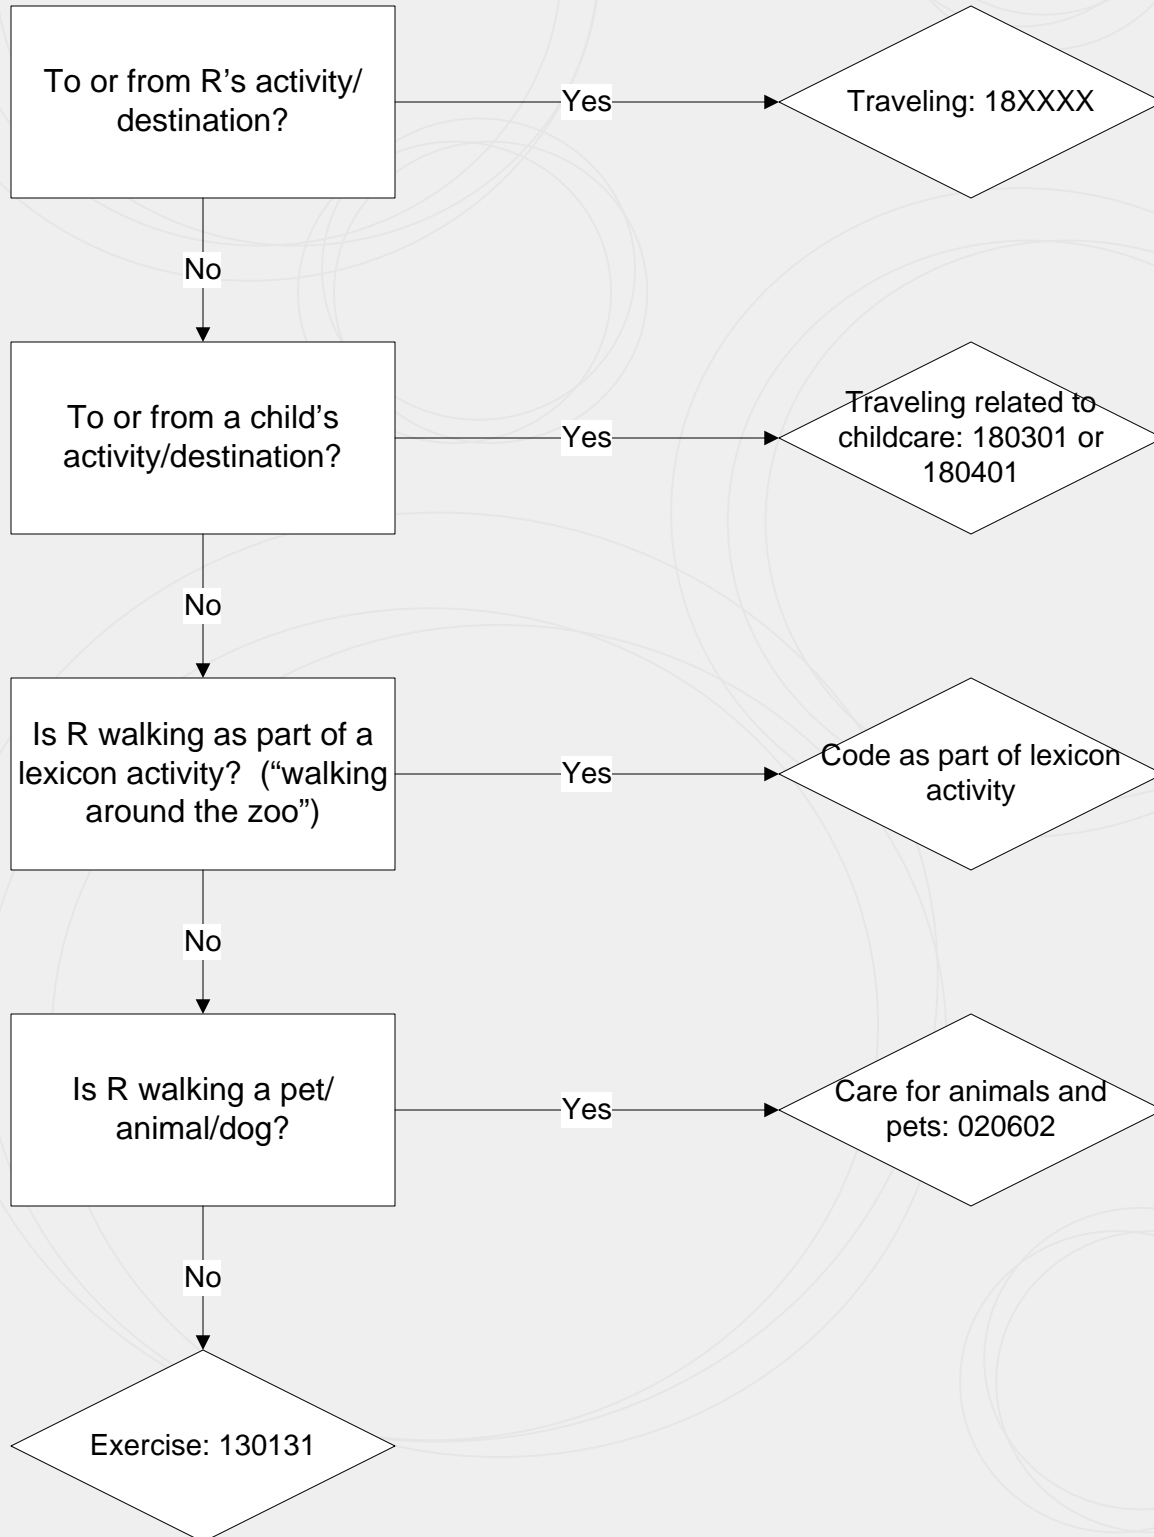 To or from R’s activity/
destination?
Yes
Traveling: 18XXXX
No
To or from a child’s
activity/destination?
Yes
Traveling related to
childcare: 180301 or
180401
No
Is R walking as part of a
lexicon activity?  (“walking
around the zoo”)
Yes
Code as part of lexicon
activity
No
Is R walking a pet/
animal/dog?
Yes
Care for animals and
pets: 020602
No
Exercise: 130131